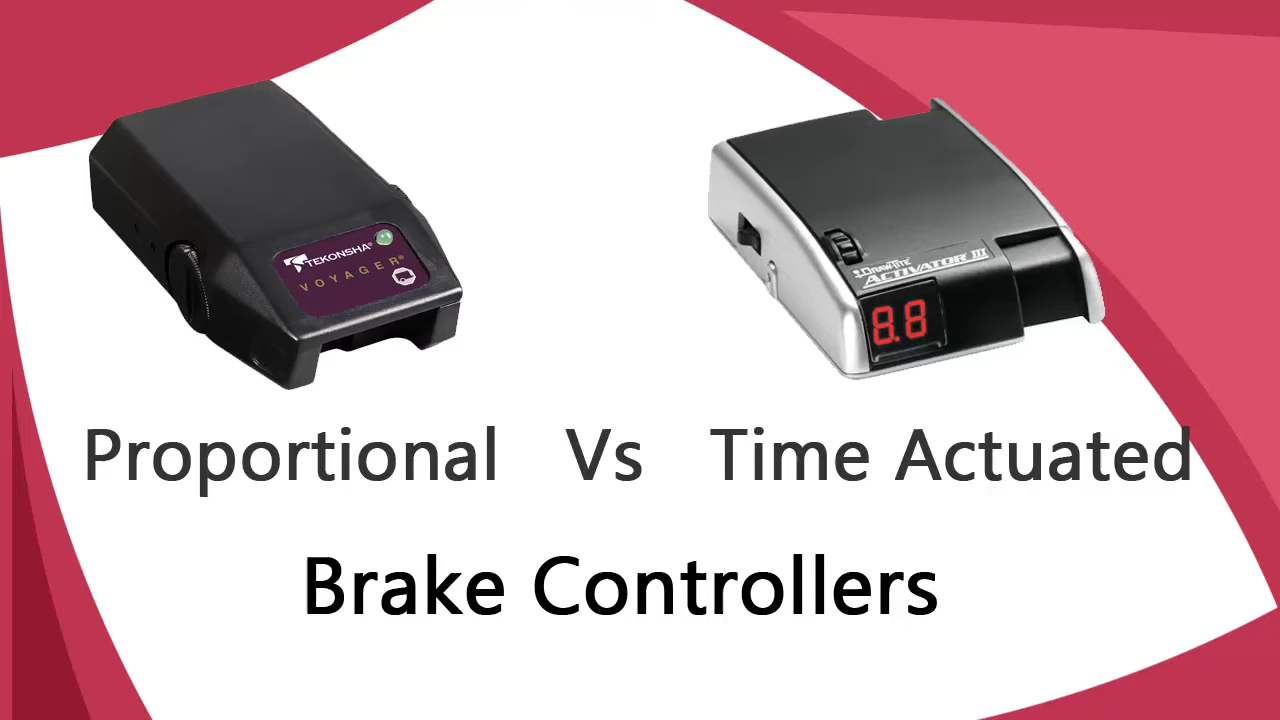 TEKONSHA®
VOYAGER®
DRAW-TITE
ACTIVATOR III
8.8
Proportional Vs Time Actuated
Brake Controllers